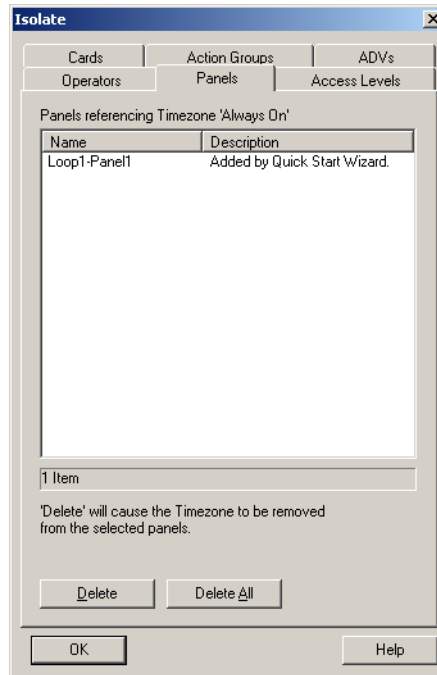 Isolate
Cards Action Groups ADVs
Operators Panels Access Levels
Panels referencing Timezone 'Always On'
Name Description
Loop1-Panel1 Added by Quick Start Wizard.
1 Item
'Delete' will cause the Timezone to be removed
from the selected panels.
Delete Delete All
OK Help